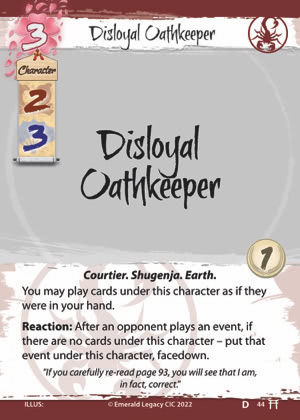 3
Disloyal Oathkeeper
Character
2
3
Disloyal
Oathkeeper
1
Courtier. Shugenja. Earth.
You may play cards under this character as if they
were in your hand.
Reaction: After an opponent plays an event, if
there are no cards under this character – put that
event under this character, facedown.
"If you carefully re-read page 93, you will see that I am,
in fact, correct."
ILLUS: © Emerald Legacy CIC 2022 D 44